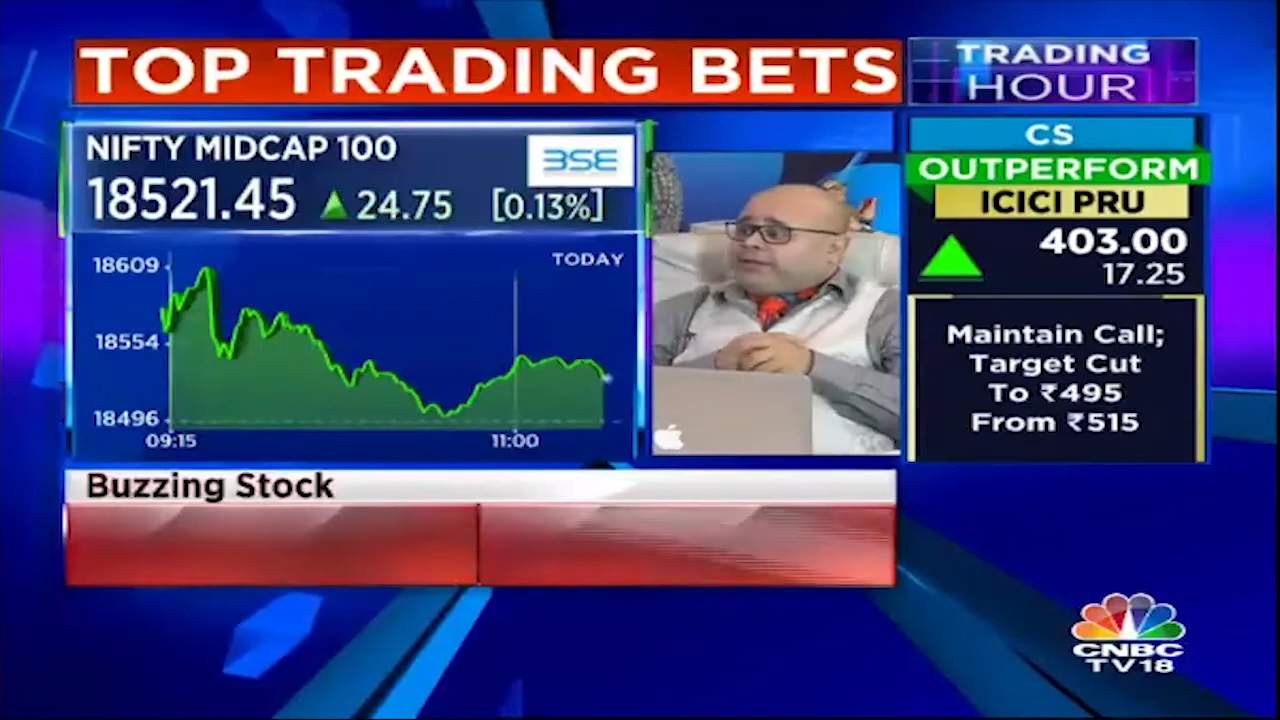 TOP TRADING BETS
TRADING
HOUR
NIFTY MIDCAP 100
BSE
18521.45 ▲ 24.75 [0.13%]
TODAY
18609
18554
18496
09:15 11:00
CS
OUTPERFORM
ICICI PRU
403.00
17.25
Maintain Call;
Target Cut
To ₹495
From ₹515
Buzzing Stock
CNBC
TV18